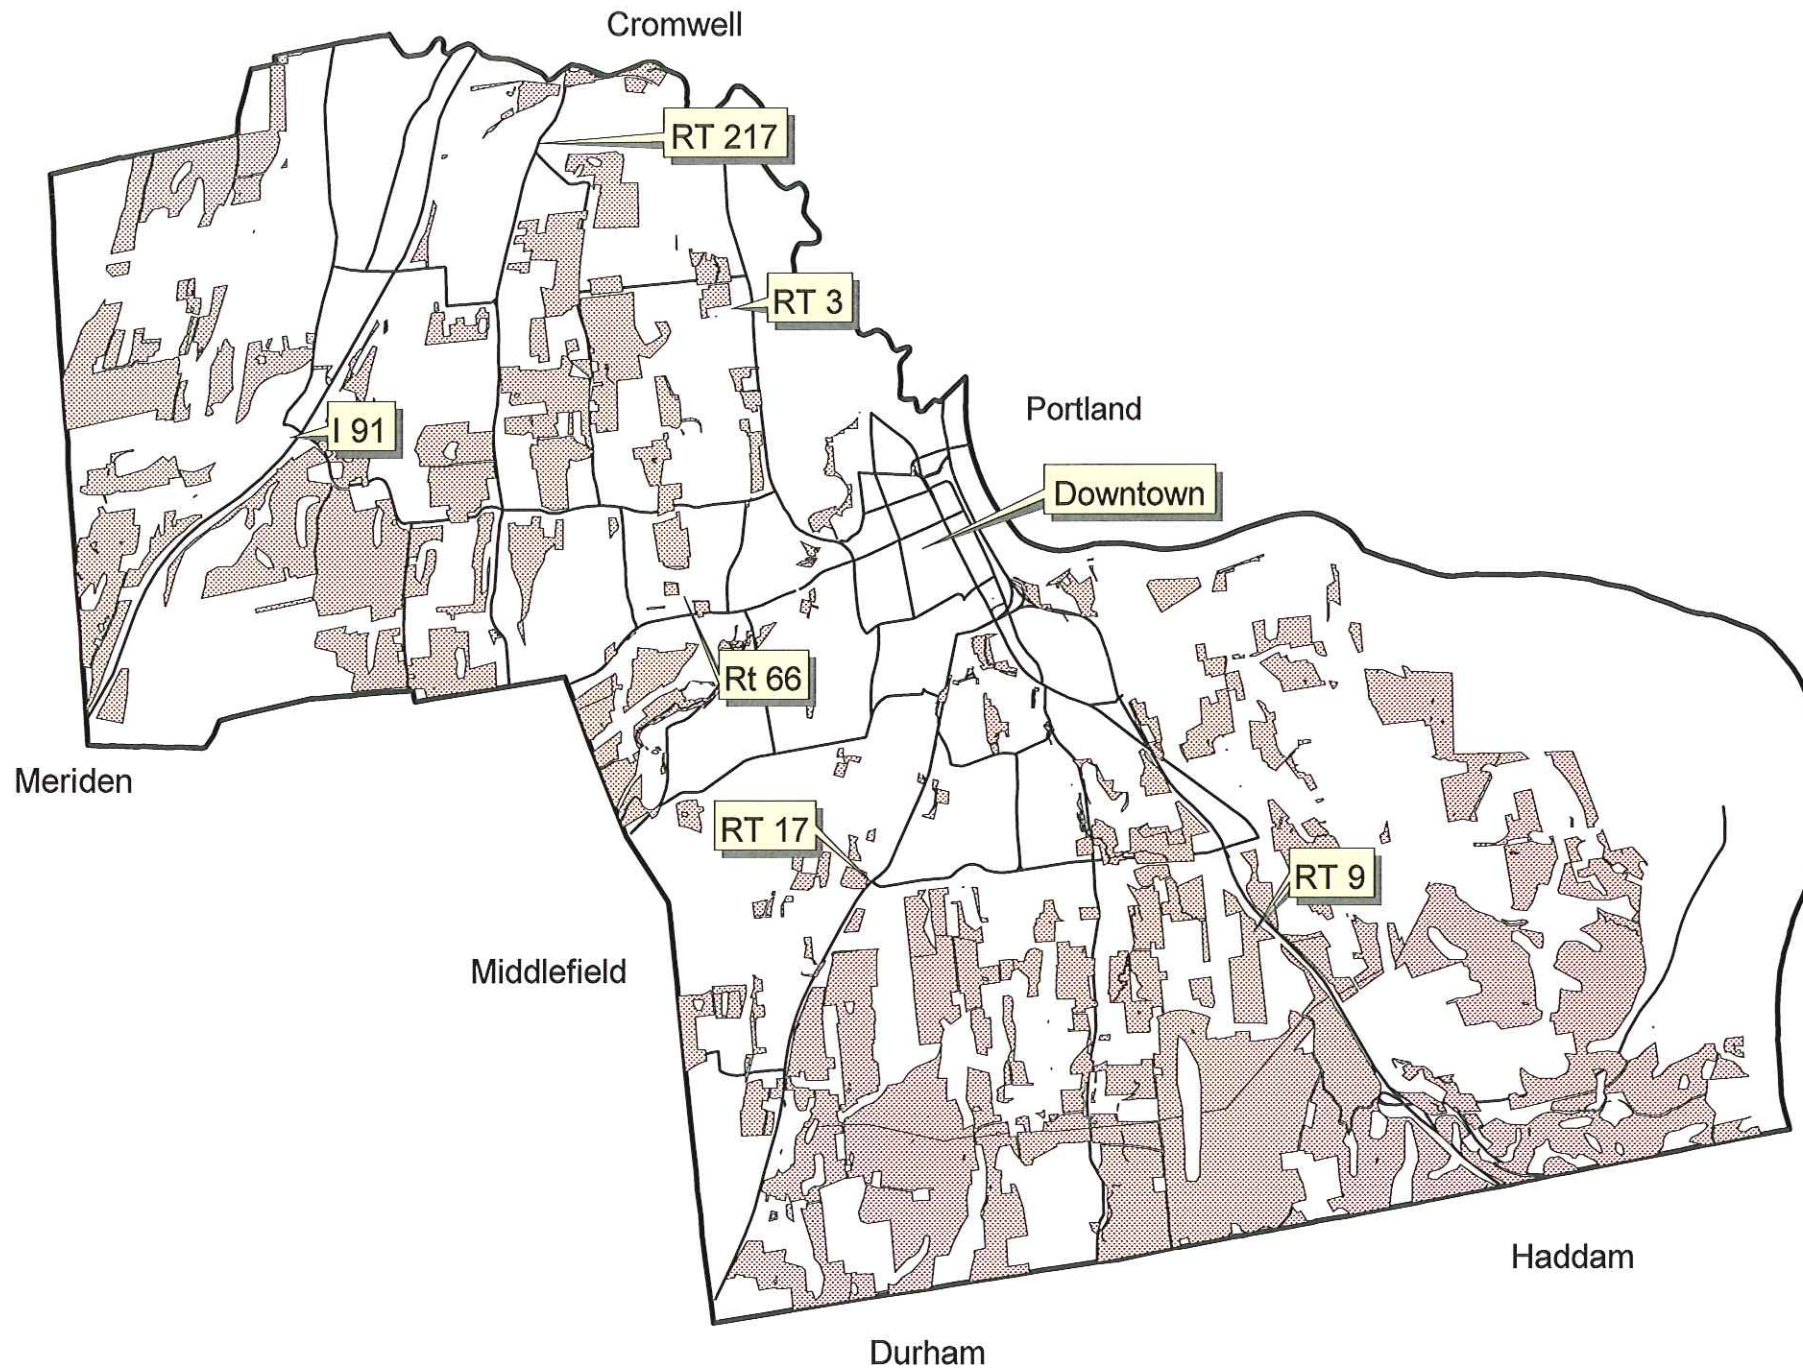 Cromwell
RT 217
RT 3
Portland
I 91
Downtown
Rt 66
Meriden
RT 17
RT 9
Middlefield
Haddam
Durham